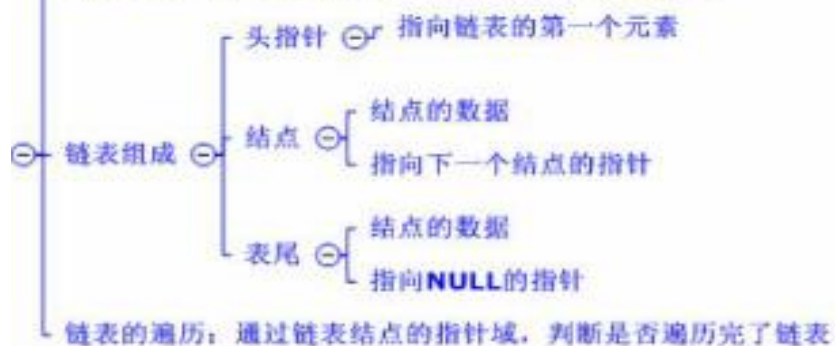 头指针
指向链表的第一个元素
链表组成
结点
结点的数据
指向下一个结点的指针
表尾
结点的数据
指向NULL的指针
链表的遍历：通过链表结点的指针域，判断是否遍历完了链表